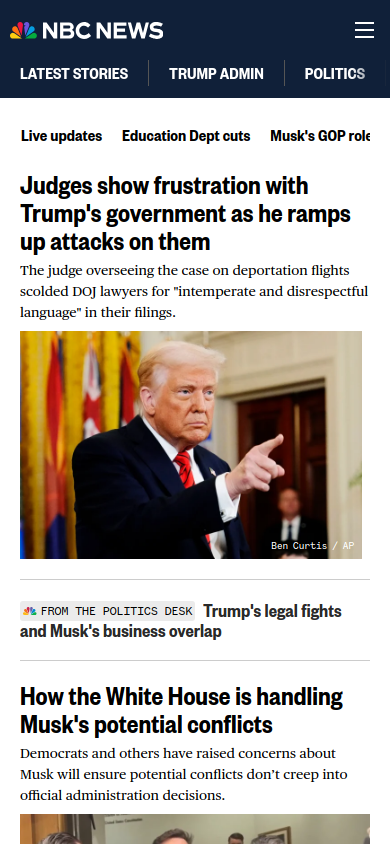 NBC NEWS
LATEST STORIES
TRUMP ADMIN
POLITICS
Live updates
Education Dept cuts
Musk's GOP role
Judges show frustration with
Trump's government as he ramps
up attacks on them
The judge overseeing the case on deportation flights
scolded DOJ lawyers for "intemperate and disrespectful
language" in their filings.
Ben Curtis / AP
FROM THE POLITICS DESK Trump's legal fights
and Musk's business overlap
How the White House is handling
Musk's potential conflicts
Democrats and others have raised concerns about
Musk will ensure potential conflicts don’t creep into
official administration decisions.